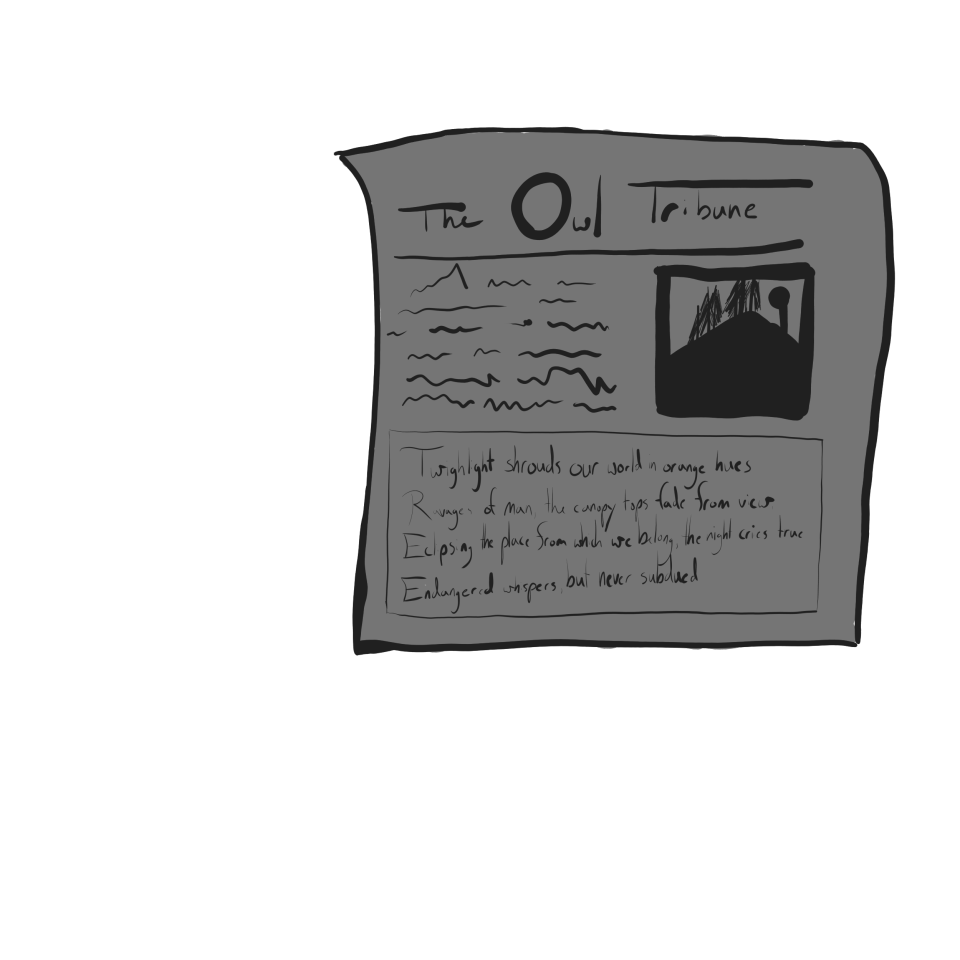 The Owl Tribune
Twighlight shrouds our world in orange hues
Ravages of man, the canopy tops fade from view
Eclipsing the place from which we belong, the night cries true
Endangered whispers, but never subdued